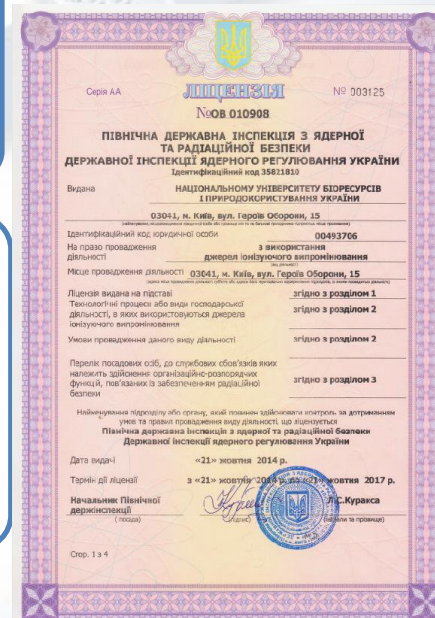 Серія АА
ЛІЦЕНЗІЯ
№ 003125
№ОВ 010908
ПІВНІЧНА ДЕРЖАВНА ІНСПЕКЦІЯ З ЯДЕРНОЇ
ТА РАДІАЦІЙНОЇ БЕЗПЕКИ
ДЕРЖАВНОЇ ІНСПЕКЦІЇ ЯДЕРНОГО РЕГУЛЮВАННЯ УКРАЇНИ
Ідентифікаційний код 35821810
Видана НАЦІОНАЛЬНОМУ УНІВЕРСИТЕТУ БІОРЕСУРСІВ
І ПРИРОДОКОРИСТУВАННЯ УКРАЇНИ
03041, м. Київ, вул. Героїв Оборони, 15
Ідентифікаційний код юридичної особи 00493706
На право провадження з використання
діяльності джерел іонізуючого випромінювання
Місце провадження діяльності 03041, м. Київ, вул. Героїв Оборони, 15
Ліцензія видана на підставі згідно з розділом 1
Технологічні процеси або види господарської
діяльності, в яких використовуються джерела згідно з розділом 2
іонізуючого випромінювання
Умови провадження даного виду діяльності згідно з розділом 2
Перелік посадових осіб, до службових обов'язків яких
належить здійснення організаційно-розпорядчих
функцій, пов'язаних із забезпеченням радіаційної згідно з розділом 3
безпеки
Найменування підрозділу або органу, який повинен здійснювати контроль за дотриманням
умов та правил провадження виду діяльності, що ліцензується
Північна державна інспекція з ядерної та радіаційної безпеки
Державної інспекції ядерного регулювання України
Дата видачі «21» жовтня 2014 р.
Термін дії ліцензії з «21» жовтня 2014 р. до «21» жовтня 2017 р.
Начальник Північної
держінспекції Л.С.Куракса
(посада) (підпис) (ініціали та прізвище)
Стор. 1 з 4